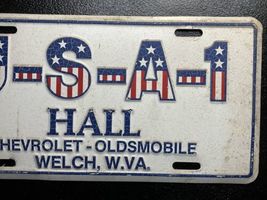 -S-A-1
HALL
HEVROLET - OLDSMOBILE
WELCH, W.VA.